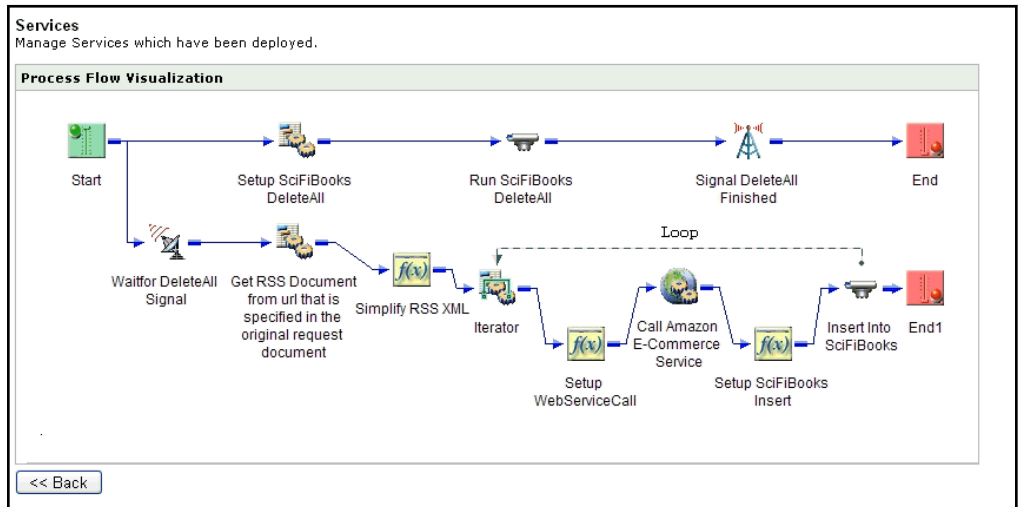 Services
Manage Services which have been deployed.
Process Flow Visualization
Start
Setup SciFiBooks
DeleteAll
Run SciFiBooks
DeleteAll
Signal DeleteAll
Finished
End
Waitfor DeleteAll
Signal
Get RSS Document
from url that is
specified in the
original request
document
f(x)
Simplify RSS XML
Loop
Iterator
f(x)
Setup
WebServiceCall
Call Amazon
E-Commerce
Service
f(x)
Setup SciFiBooks
Insert
Insert Into
SciFiBooks
End1
<< Back